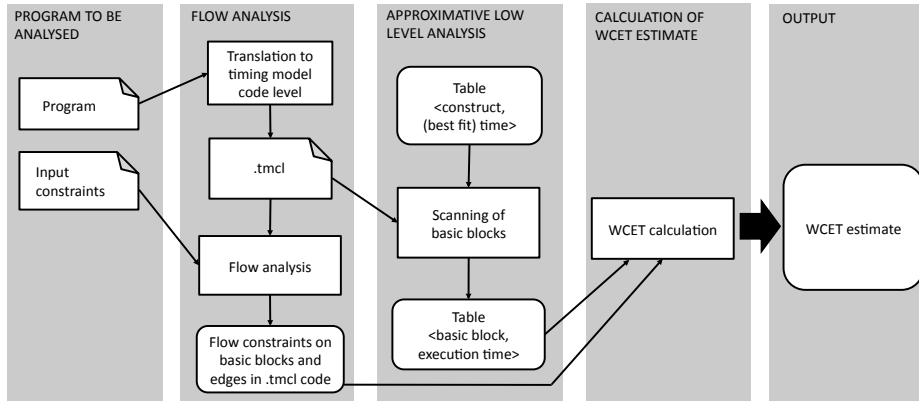 PROGRAM TO BE
ANALYSED
Program
Input
constraints
FLOW ANALYSIS
Translation to
timing model
code level
.tmcl
Flow analysis
Flow constraints on
basic blocks and
edges in .tmcl code
APPROXIMATIVE LOW
LEVEL ANALYSIS
Table
<construct,
(best fit) time>
Scanning of
basic blocks
Table
<basic block,
execution time>
CALCULATION OF
WCET ESTIMATE
WCET calculation
OUTPUT
WCET estimate